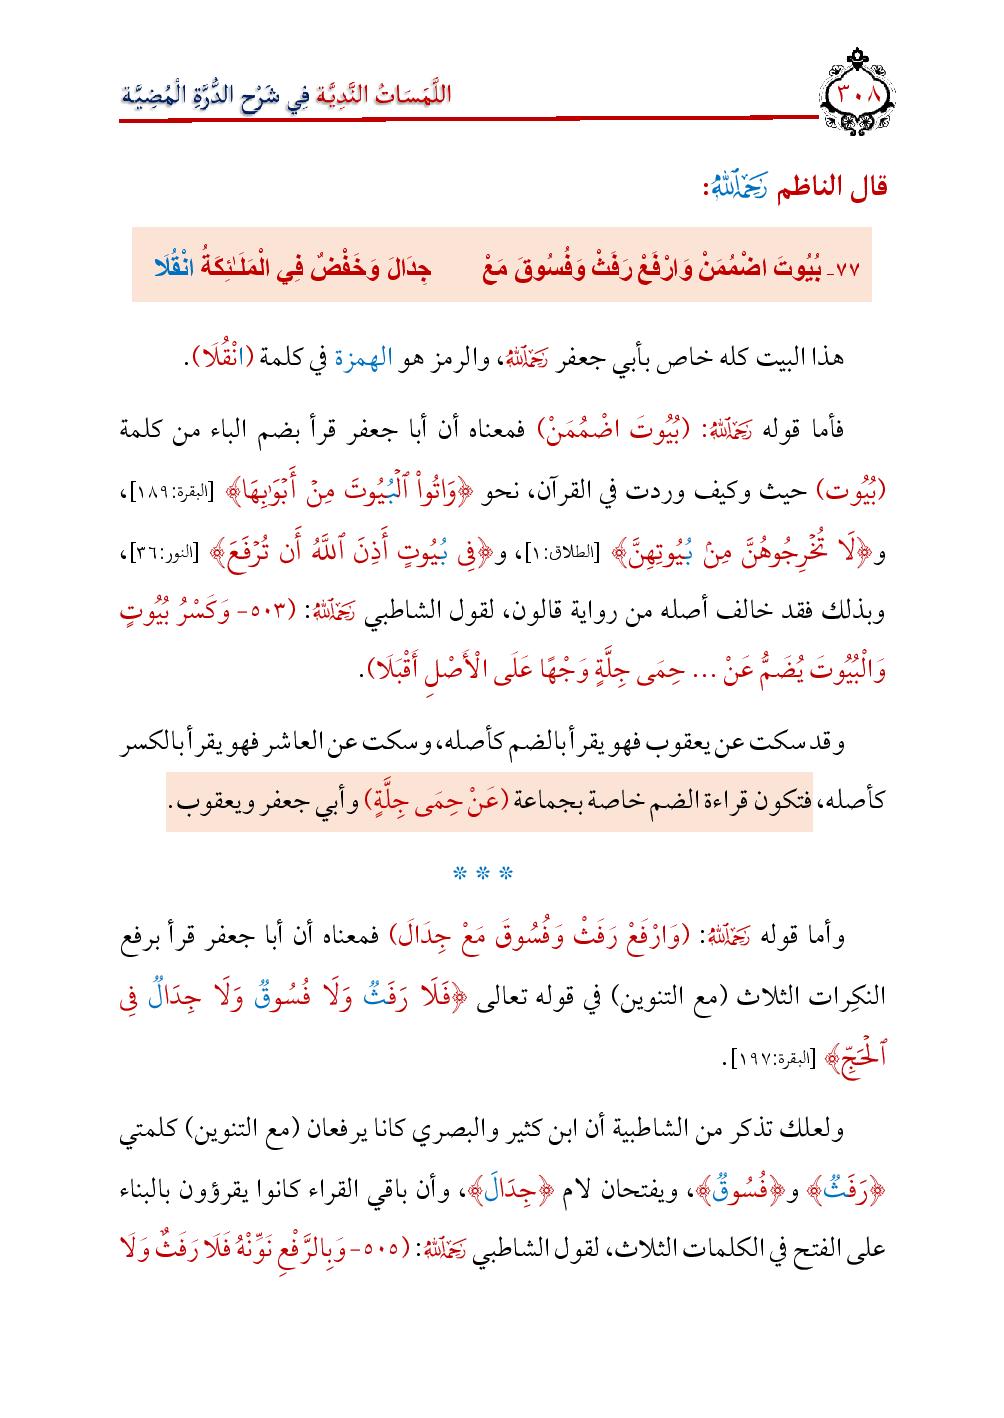 اللَّمَسَاتُ النَّدِيَّة فِي شَرْح الدُّرَّةِ الْمُضِيَّة
٣٠٨
قال الناظم رَحِمَهُ ٱللَّهُ:
٧٧- بُيُوتَ اضْمُمَنْ وَارْفَعْ رَفَثْ وَفُسُوقَ مَعْ جِدَالَ وَخَفْضٌ فِي الْمَلَـٰئِكَةُ انْقُلَا
هذا البيت كله خاص بأبي جعفر رَحِمَهُ ٱللَّهُ، والرمز هو الهمزة في كلمة (انْقُلَا).
فأما قوله رَحِمَهُ ٱللَّهُ: (بُيُوتَ اضْمُمَنْ) فمعناه أن أبا جعفر قرأ بضم الباء من كلمة
(بُيُوت) حيث وكيف وردت في القرآن، نحو ﴿وَاتُواْ ٱلْبُيُوتَ مِنْ أَبْوَٰبِهَا﴾ [البقرة:١٨٩]،
و﴿لَا تُخْرِجُوهُنَّ مِنۢ بُيُوتِهِنَّ﴾ [الطلاق:١]، و﴿فِى بُيُوتٍ أَذِنَ ٱللَّهُ أَن تُرْفَعَ﴾ [النور:٣٦]،
وبذلك فقد خالف أصله من رواية قالون، لقول الشاطبي رَحِمَهُ ٱللَّهُ: (٥٠٣- وَكَسْرُ بُيُوتٍ
وَالْبُيُوتَ يُضَمُّ عَنْ ... حِمَى جِلَّةٍ وَجْهًا عَلَى الْأَصْلِ أَقْبَلَا).
وقد سكت عن يعقوب فهو يقرأ بالضم كأصله، وسكت عن العاشر فهو يقرأ بالكسر
كأصله، فتكون قراءة الضم خاصة بجماعة (عَنْ حِمَى جِلَّةٍ) وأبي جعفر ويعقوب.
* * *
وأما قوله رَحِمَهُ ٱللَّهُ: (وَارْفَعْ رَفَثْ وَفُسُوقَ مَعْ جِدَالَ) فمعناه أن أبا جعفر قرأ برفع
النكِرات الثلاث (مع التنوين) في قوله تعالى ﴿فَلَا رَفَثٌ وَلَا فُسُوقٌ وَلَا جِدَالٌ فِى
ٱلْحَجِّ﴾ [البقرة:١٩٧].
ولعلك تذكر من الشاطبية أن ابن كثير والبصري كانا يرفعان (مع التنوين) كلمتي
﴿رَفَثٌ﴾ و﴿فُسُوقٌ﴾، ويفتحان لام ﴿جِدَالَ﴾، وأن باقي القراء كانوا يقرؤون بالبناء
على الفتح في الكلمات الثلاث، لقول الشاطبي رَحِمَهُ ٱللَّهُ: (٥٠٥- وَبِالرَّفْعِ نَوِّنْهُ فَلَا رَفَثٌ وَلَا